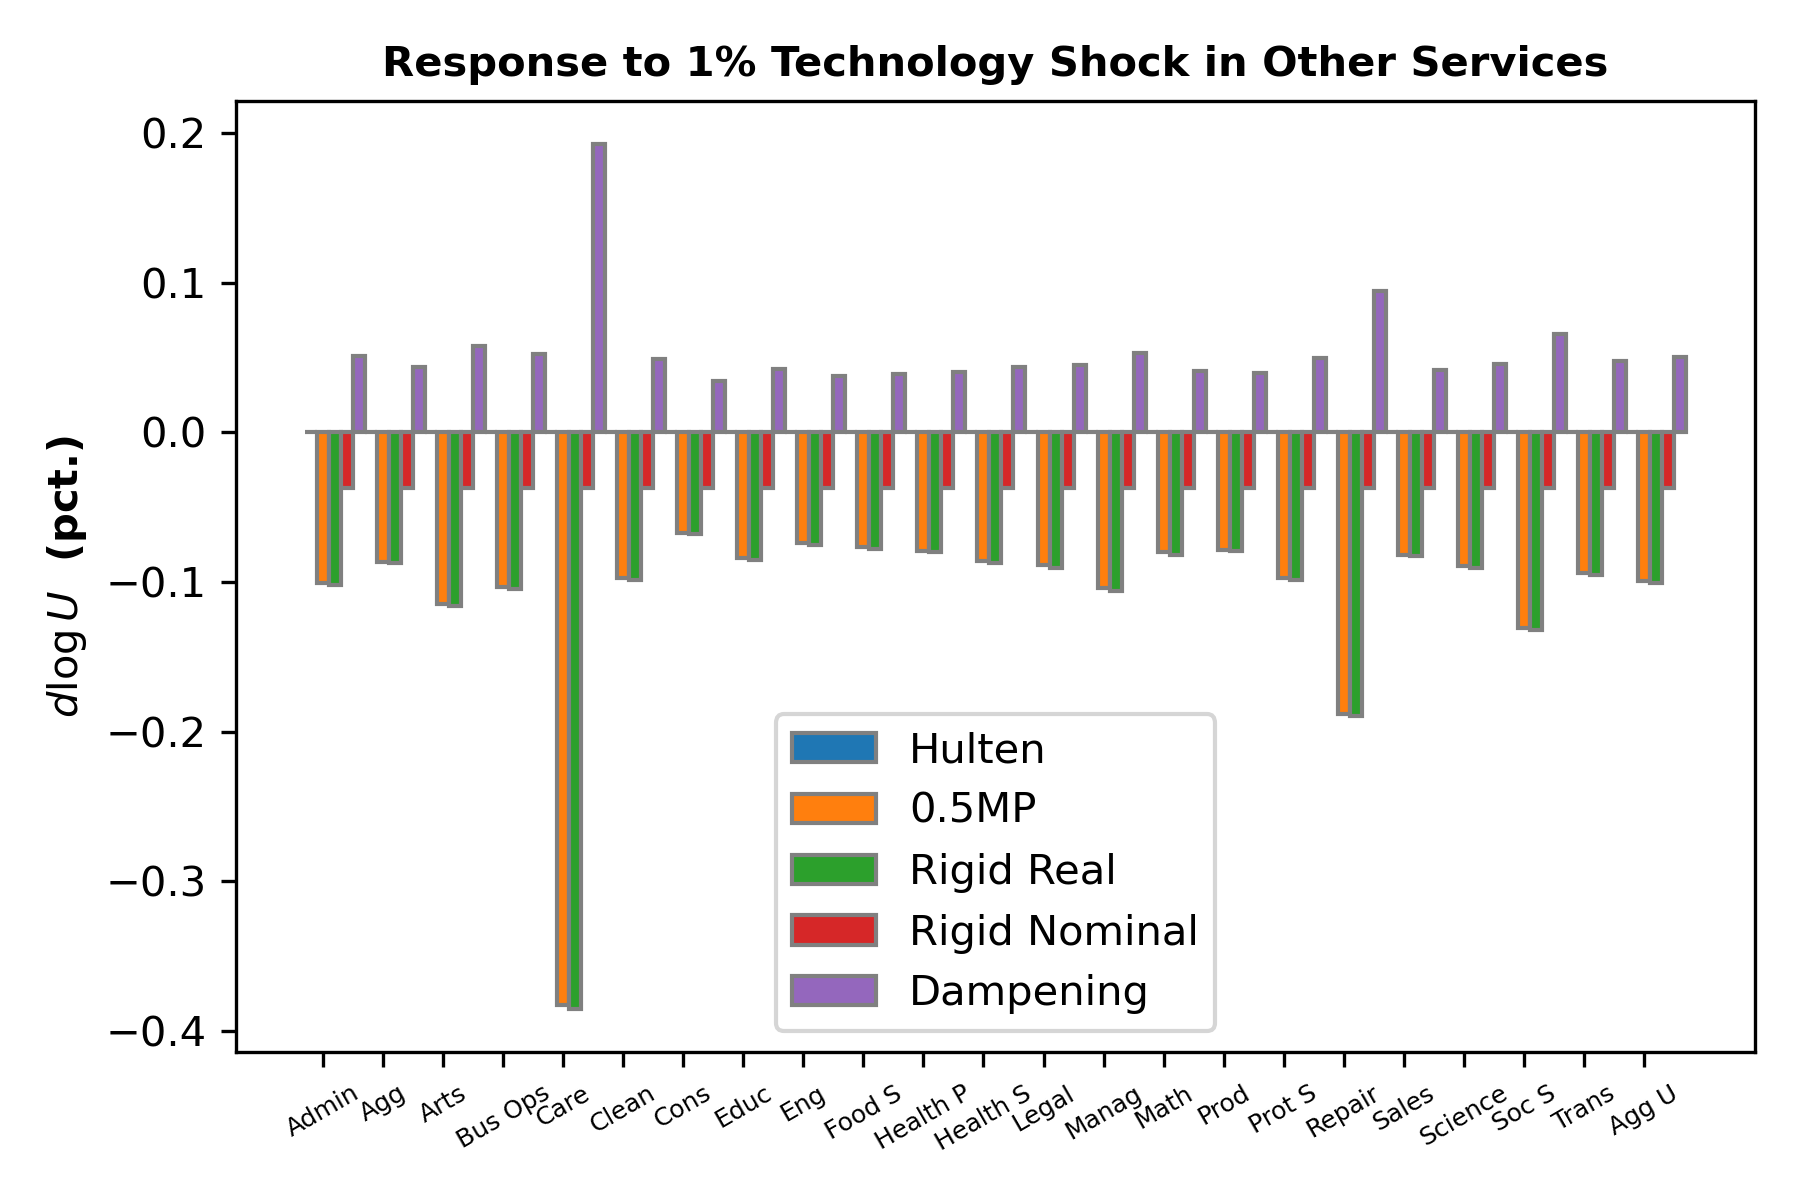 Response to 1% Technology Shock in Other Services
0.2
0.1
0.0
−0.1
−0.2
−0.3
−0.4
dlog U (pct.)
Hulten
0.5MP
Rigid Real
Rigid Nominal
Dampening
Admin
Agg
Arts
Bus Ops
Care
Clean
Cons
Educ
Eng
Food S
Health P
Health S
Legal
Manag
Math
Prod
Prot S
Repair
Sales
Science
Soc S
Trans
Agg U